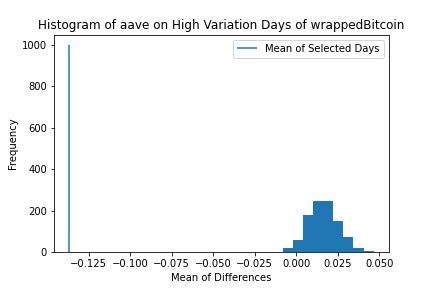 Histogram of aave on High Variation Days of wrappedBitcoin
Mean of Selected Days
1000
800
600
400
200
0
Frequency
−0.125 −0.100 −0.075 −0.050 −0.025 0.000 0.025 0.050
Mean of Differences